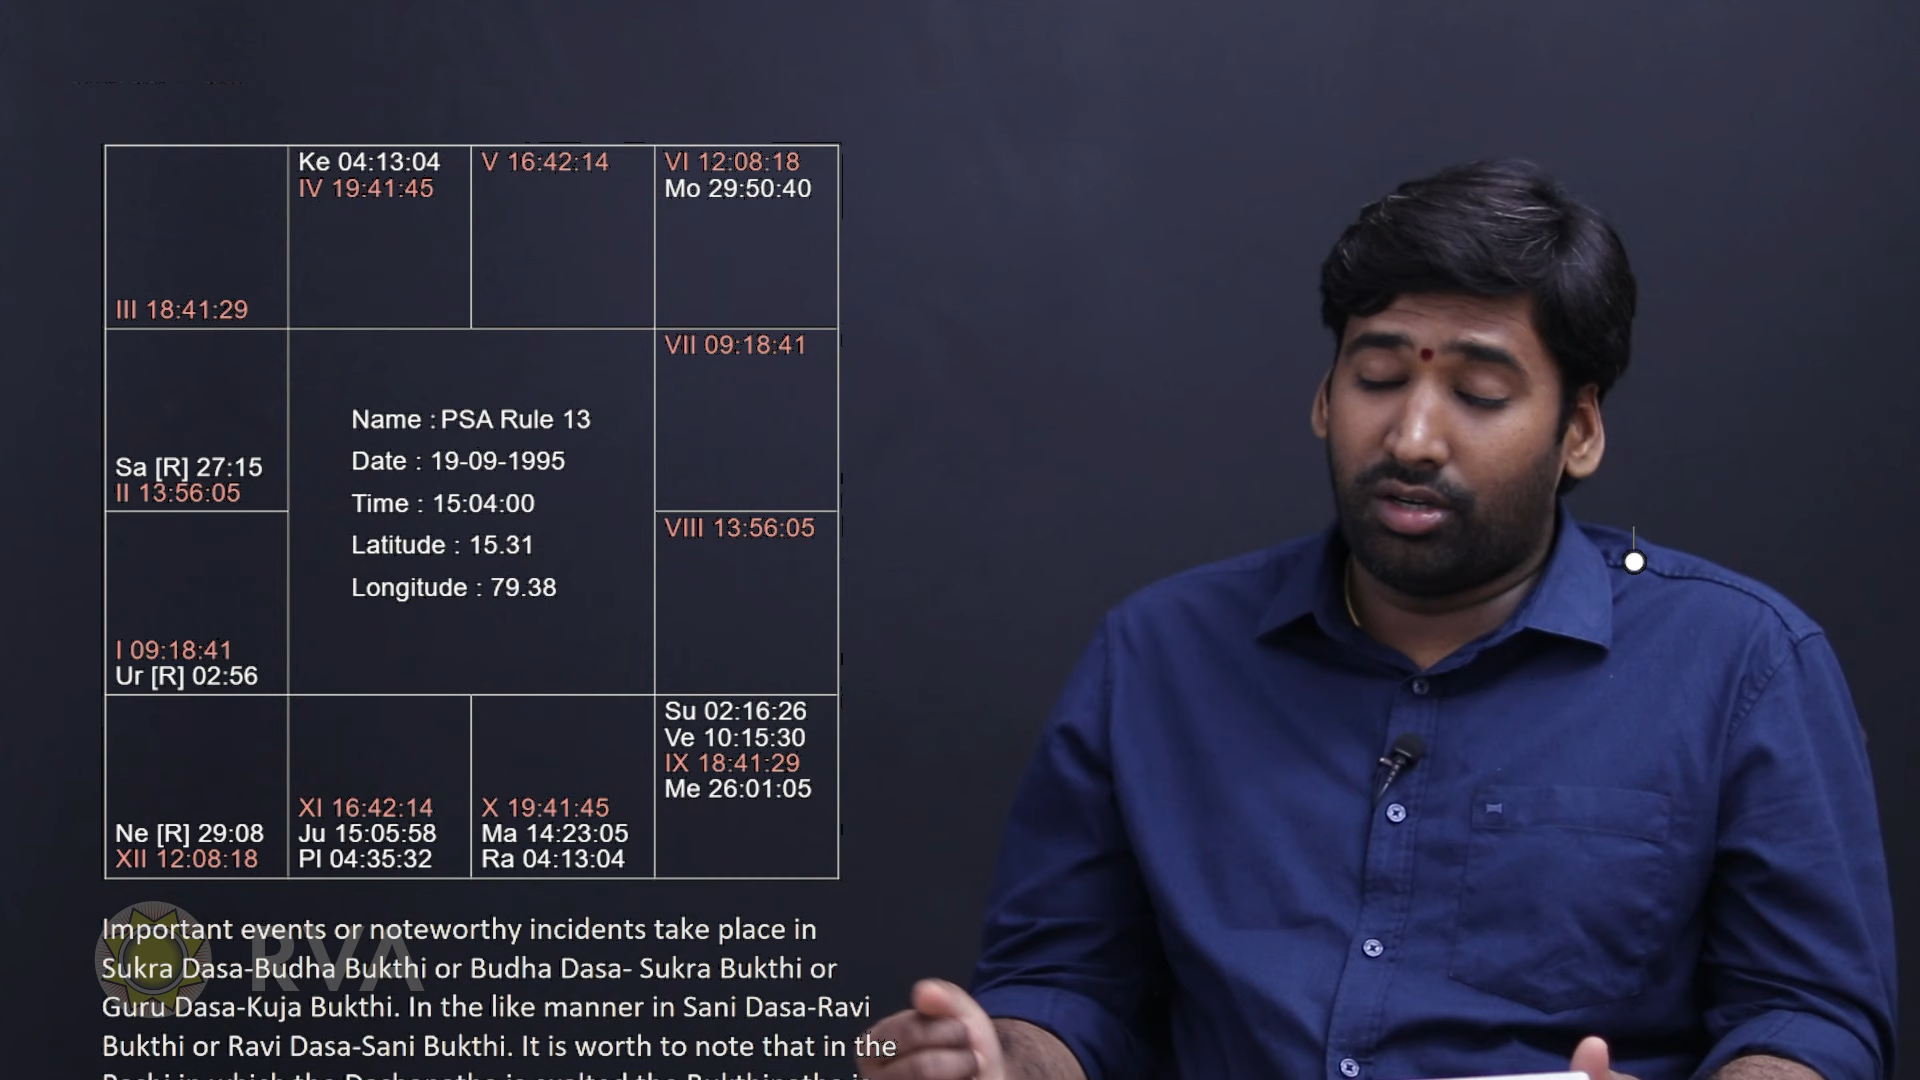 Ke 04:13:04
IV 19:41:45
V 16:42:14
VI 12:08:18
Mo 29:50:40
III 18:41:29
VII 09:18:41
Sa [R] 27:15
II 13:56:05
Name : PSA Rule 13
Date : 19-09-1995
Time : 15:04:00
Latitude : 15.31
Longitude : 79.38
VIII 13:56:05
I 09:18:41
Ur [R] 02:56
Su 02:16:26
Ve 10:15:30
IX 18:41:29
Me 26:01:05
Ne [R] 29:08
XII 12:08:18
XI 16:42:14
Ju 15:05:58
Pl 04:35:32
X 19:41:45
Ma 14:23:05
Ra 04:13:04
Important events or noteworthy incidents take place in
Sukra Dasa-Budha Bukthi or Budha Dasa- Sukra Bukthi or
Guru Dasa-Kuja Bukthi. In the like manner in Sani Dasa-Ravi
Bukthi or Ravi Dasa-Sani Bukthi. It is worth to note that in the
RVA